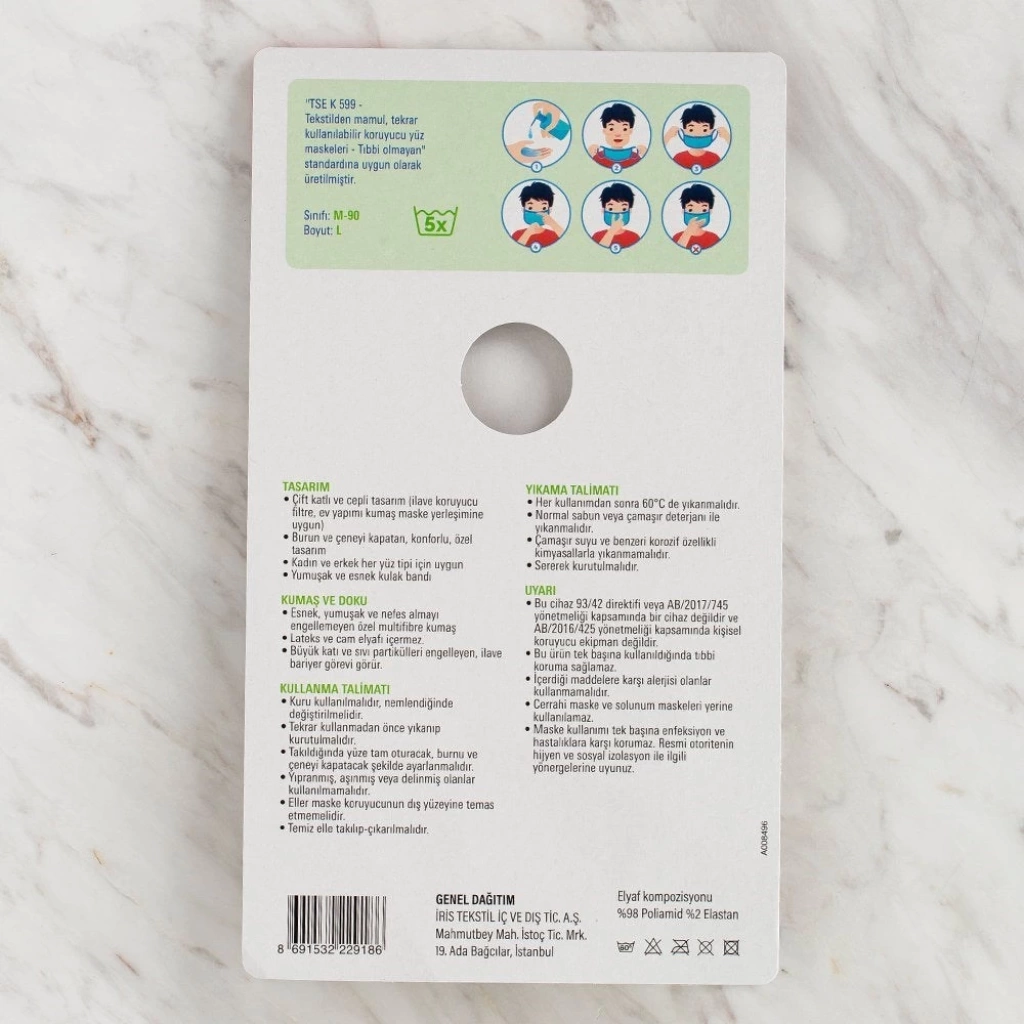 "TSE K 599 -
Tekstilden mamul, tekrar
kullanılabilir koruyucu yüz
maskeleri - Tıbbi olmayan"
standardına uygun olarak
üretilmiştir.
Sınıfı: M-90
Boyut: L
5x
1
2
3
4
5
TASARIM
• Çift katlı ve cepli tasarım (ilave koruyucu
filtre, ev yapımı kumaş maske yerleşimine
uygun)
• Burun ve çeneyi kapatan, konforlu, özel
tasarım
• Kadın ve erkek her yüz tipi için uygun
• Yumuşak ve esnek kulak bandı
KUMAŞ VE DOKU
• Esnek, yumuşak ve nefes almayı
engellemeyen özel multifibre kumaş
• Lateks ve cam elyafı içermez.
• Büyük katı ve sıvı partikülleri engelleyen, ilave
bariyer görevi görür.
KULLANMA TALİMATI
• Kuru kullanılmalıdır, nemlendiğinde
değiştirilmelidir.
• Tekrar kullanmadan önce yıkanıp
kurutulmalıdır.
• Takıldığında yüze tam oturacak, burnu ve
çeneyi kapatacak şekilde ayarlanmalıdır.
• Yıpranmış, aşınmış veya delinmiş olanlar
kullanılmamalıdır.
• Eller maske koruyucunun dış yüzeyine temas
etmemelidir.
• Temiz elle takılıp-çıkarılmalıdır.
YIKAMA TALİMATI
• Her kullanımdan sonra 60°C de yıkanmalıdır.
• Normal sabun veya çamaşır deterjanı ile
yıkanmalıdır.
• Çamaşır suyu ve benzeri korozif özellikli
kimyasallarla yıkanmamalıdır.
• Sererek kurutulmalıdır.
UYARI
• Bu cihaz 93/42 direktifi veya AB/2017/745
yönetmeliği kapsamında bir cihaz değildir ve
AB/2016/425 yönetmeliği kapsamında kişisel
koruyucu ekipman değildir.
• Bu ürün tek başına kullanıldığında tıbbi
koruma sağlamaz.
• İçerdiği maddelere karşı alerjisi olanlar
kullanmamalıdır.
• Cerrahi maske ve solunum maskeleri yerine
kullanılamaz.
• Maske kullanımı tek başına enfeksiyon ve
hastalıklara karşı korumaz. Resmi otoritenin
hijyen ve sosyal izolasyon ile ilgili
yönergelerine uyunuz.
A008496
8 691532 229186
GENEL DAĞITIM
İRİS TEKSTİL İÇ VE DIŞ TİC. A.Ş.
Mahmutbey Mah. İstoç Tic. Mrk.
19. Ada Bağcılar, İstanbul
Elyaf kompozisyonu
%98 Poliamid %2 Elastan
60°